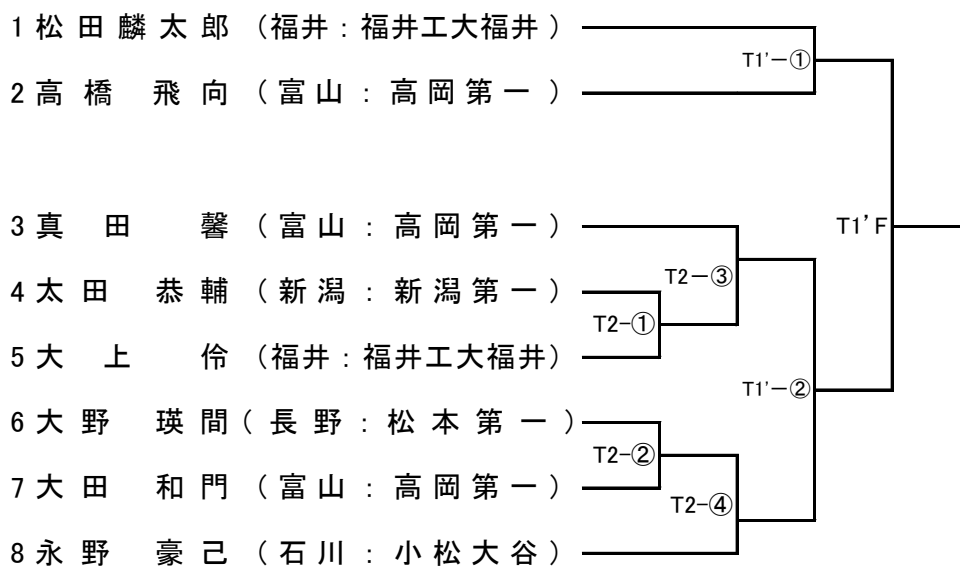 1 松田麟太郎 （福井：福井工大福井）
T1'－①
2 高橋 飛向 （富山：高岡第一）
3 真田 馨 （富山：高岡第一）
T1'F
T2－③
4 太田 恭輔 （新潟：新潟第一）
T2-①
5 大上 伶 （福井：福井工大福井）
T1'－②
6 大野 瑛間（長野：松本第一）
T2-②
7 大田 和門 （富山：高岡第一）
T2-④
8 永野 豪己 （石川：小松大谷）